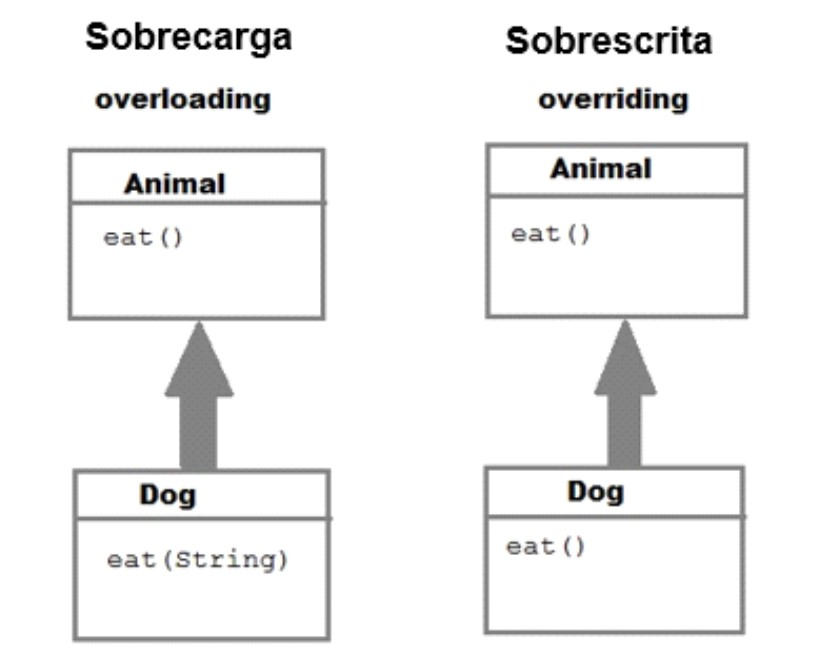 Sobrecarga
overloading
Animal
eat()
Dog
eat(String)
Sobrescrita
overriding
Animal
eat()
Dog
eat()